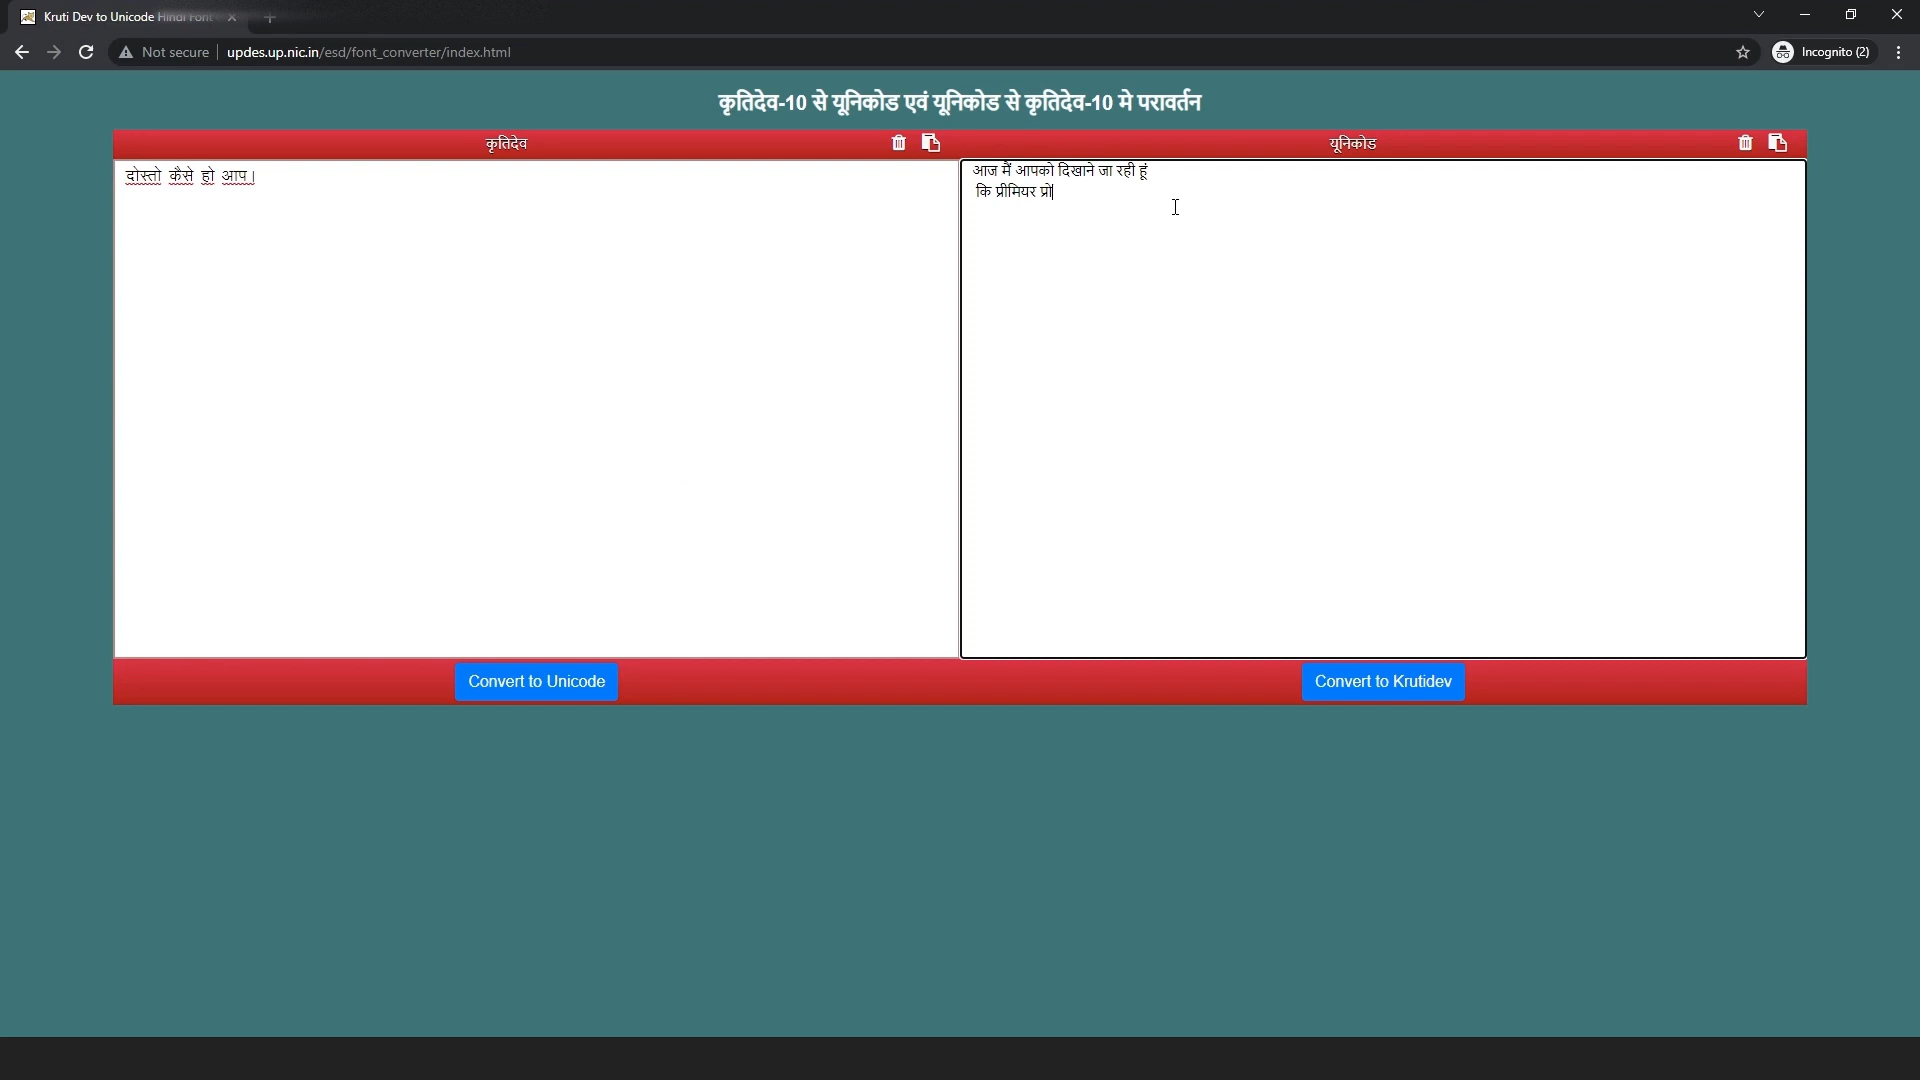 Kruti Dev to Unicode Hindi Font
Incognito (2)
Not secure
updes.up.nic.in/esd/font_converter/index.html
कृतिदेव-10 से यूनिकोड एवं यूनिकोड से कृतिदेव-10 मे परावर्तन
कृतिदेव
यूनिकोड
दोस्तो कैसे हो आप।
आज मैं आपको दिखाने जा रही हूं
कि प्रीमियर प्रो
Convert to Unicode
Convert to Krutidev